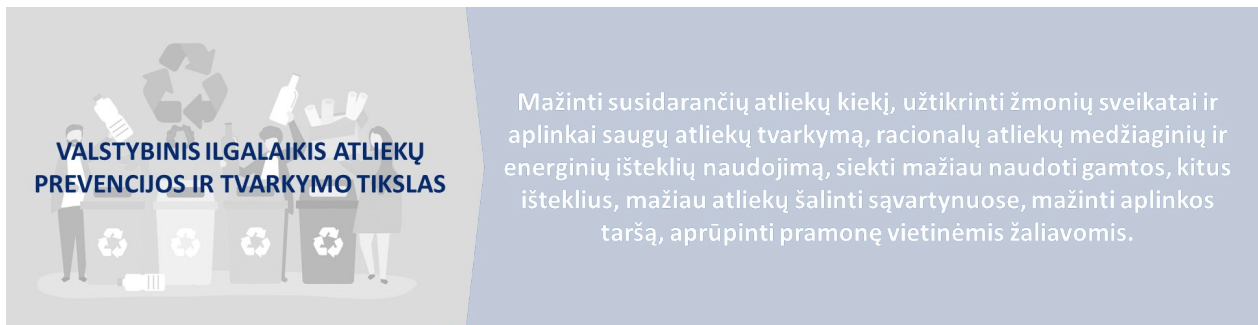 VALSTYBINIS ILGALAIKIS ATLIEKŲ
PREVENCIJOS IR TVARKYMO TIKSLAS
Mažinti susidarančių atliekų kiekį, užtikrinti žmonių sveikatai ir
aplinkai saugų atliekų tvarkymą, racionalų atliekų medžiaginių ir
energinių išteklių naudojimą, siekti mažiau naudoti gamtos, kitus
išteklius, mažiau atliekų šalinti sąvartynuose, mažinti aplinkos
taršą, aprūpinti pramonę vietinėmis žaliavomis.